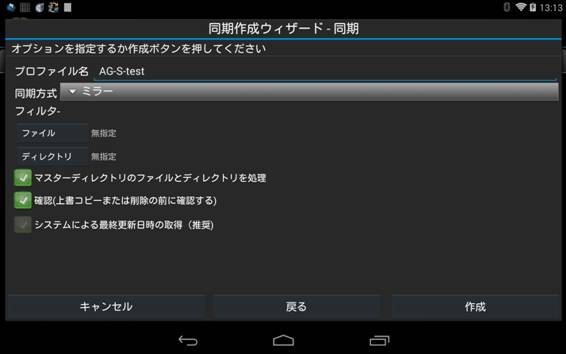 13:13
同期作成ウィザード - 同期
オプションを指定するか作成ボタンを押してください
プロファイル名 AG-S-test
同期方式 ミラー
フィルタ-
ファイル 無指定
ディレクトリ 無指定
マスターディレクトリのファイルとディレクトリを処理
確認(上書コピーまたは削除の前に確認する)
システムによる最終更新日時の取得（推奨)
キャンセル 戻る 作成